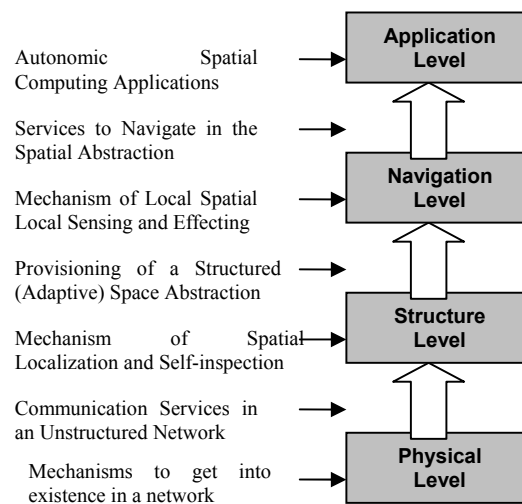 Application
Level
Autonomic Spatial
Computing Applications
Services to Navigate in the
Spatial Abstraction
Navigation
Level
Mechanism of Local Spatial
Local Sensing and Effecting
Provisioning of a Structured
(Adaptive) Space Abstraction
Structure
Level
Mechanism of Spatial
Localization and Self-inspection
Communication Services in
an Unstructured Network
Physical
Level
Mechanisms to get into
existence in a network